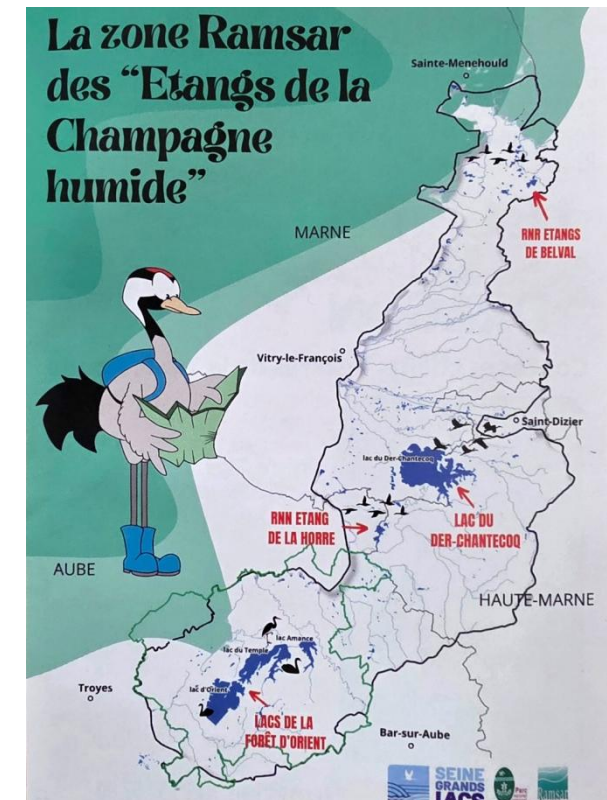 La zone Ramsar
des “Etangs de la
Champagne
humide”
Sainte-Menehould
MARNE
RNR ETANGS
DE BELVAL
Vitry-le-François
Saint-Dizier
lac du Der-Chantecoq
RNN ETANG
DE LA HORRE
LAC DU
DER-CHANTECOQ
AUBE
HAUTE-MARNE
lac Amance
lac du Temple
lac d'Orient
Troyes
LACS DE LA
FORÊT D'ORIENT
Bar-sur-Aube
SEINE
GRANDS
LACS
Parc
Ramsar